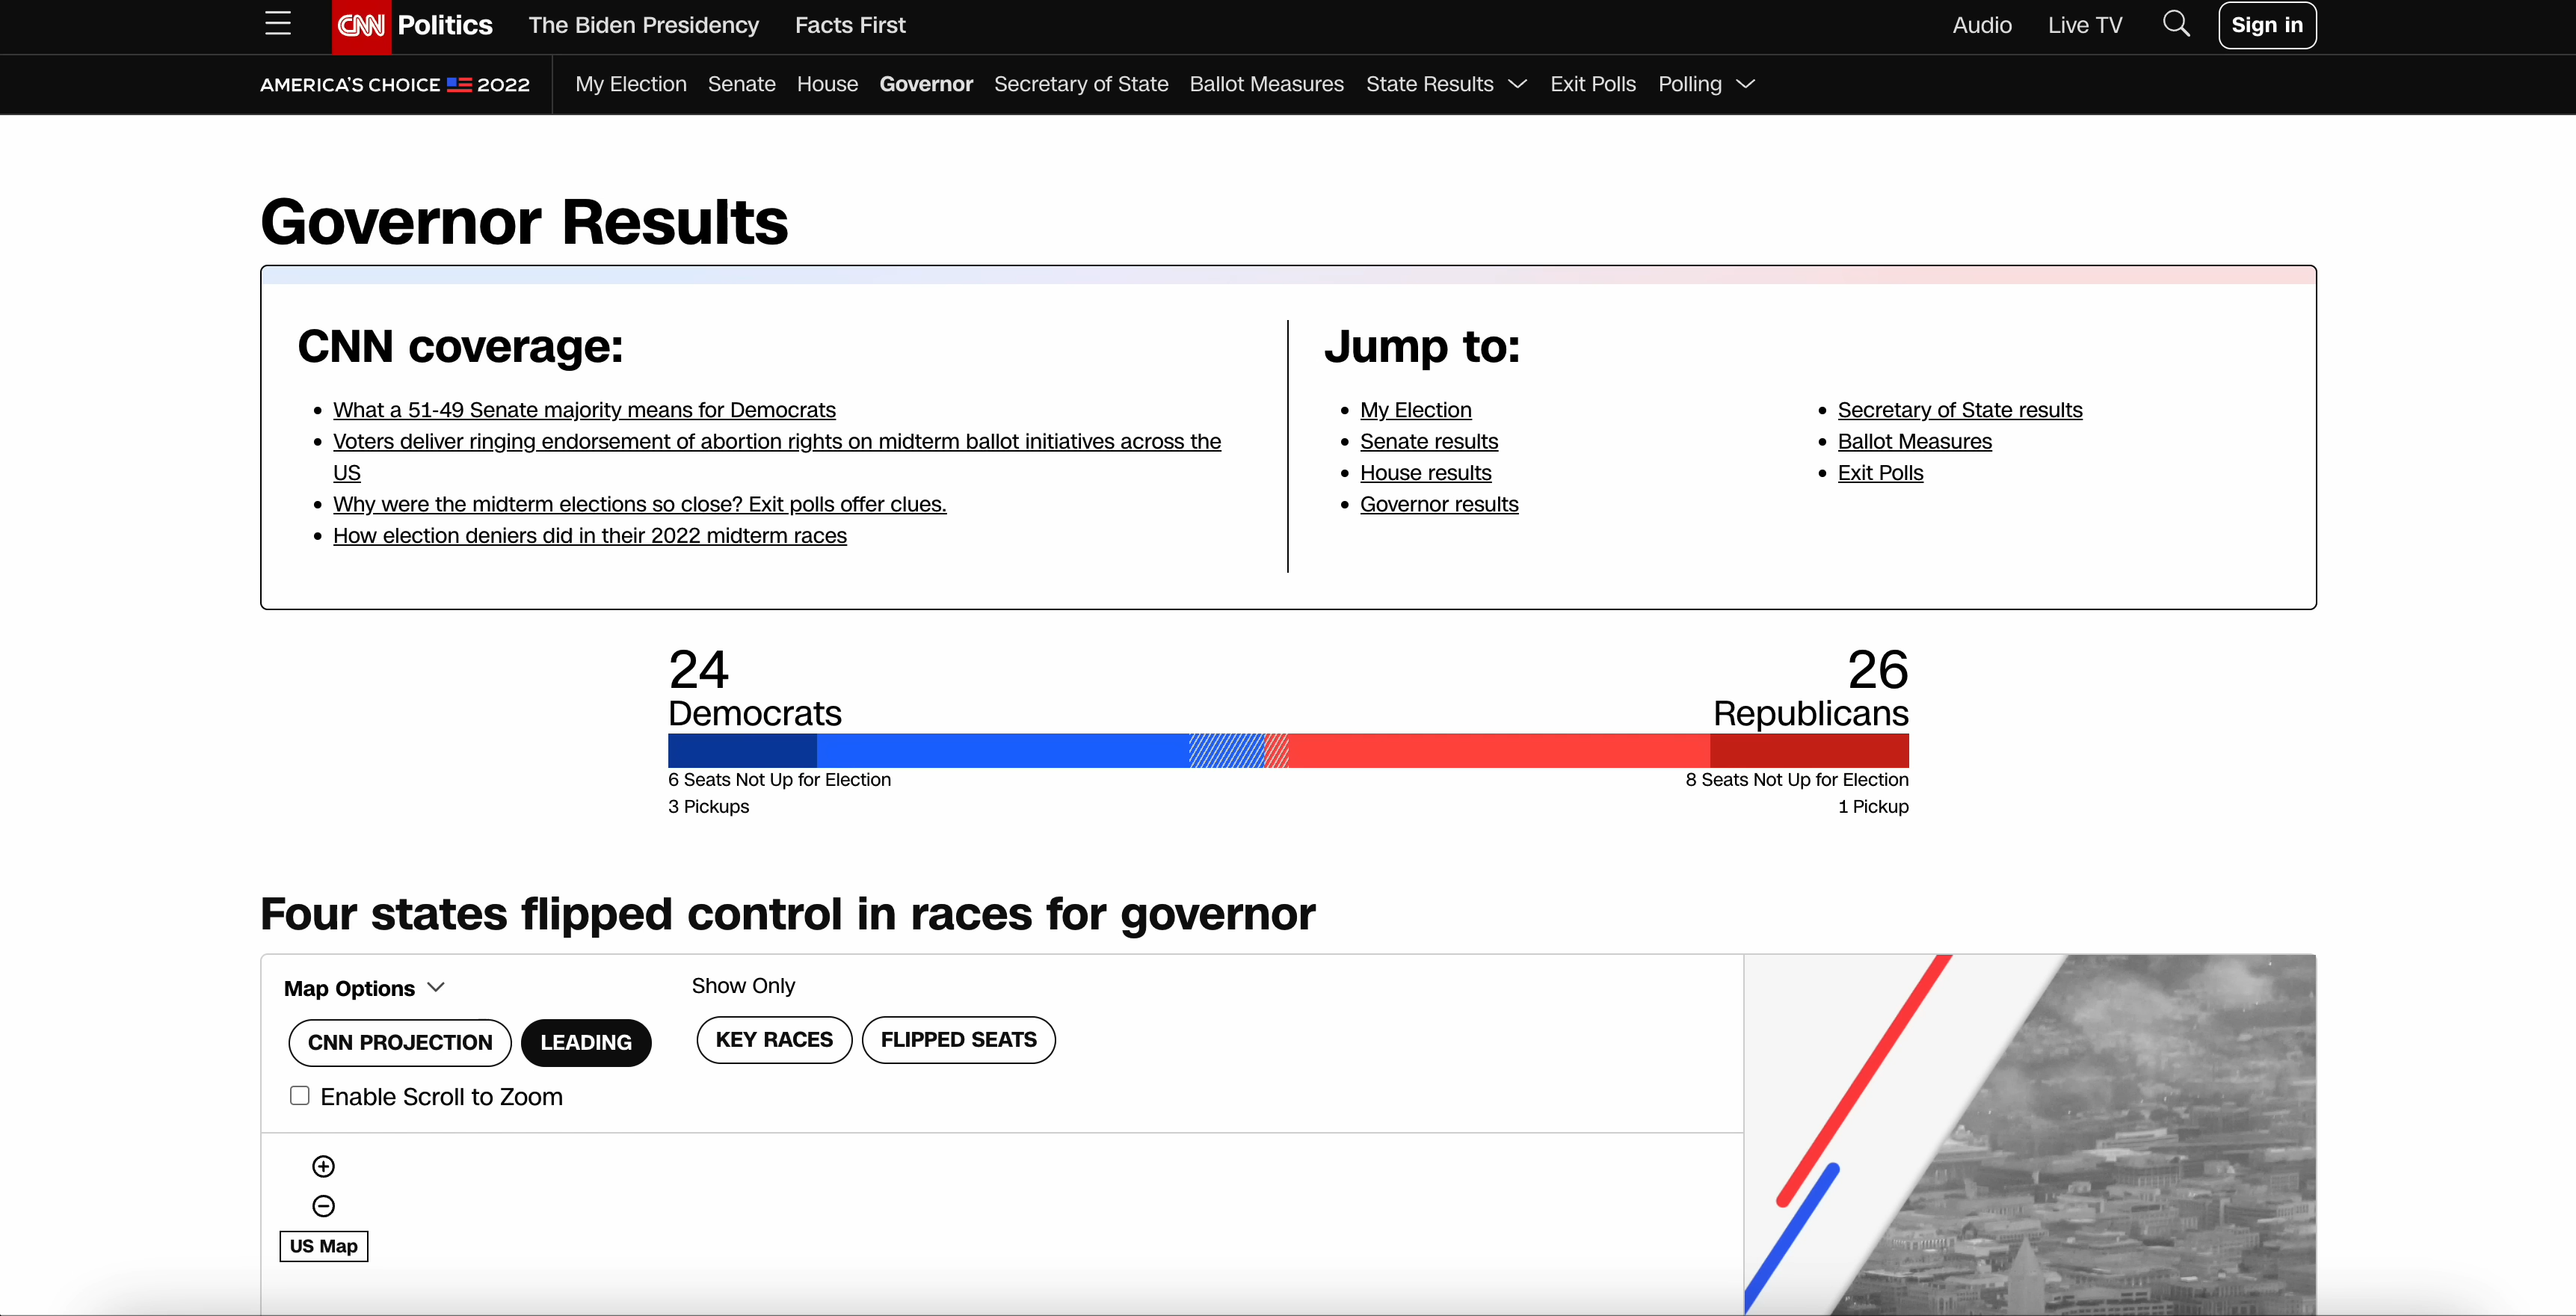 CNN Politics The Biden Presidency Facts First Audio Live TV Sign in
AMERICA'S CHOICE 2022 My Election Senate House Governor Secretary of State Ballot Measures State Results Exit Polls Polling
Governor Results
CNN coverage:
What a 51-49 Senate majority means for Democrats
Voters deliver ringing endorsement of abortion rights on midterm ballot initiatives across the
US
Why were the midterm elections so close? Exit polls offer clues.
How election deniers did in their 2022 midterm races
Jump to:
My Election
Senate results
House results
Governor results
Secretary of State results
Ballot Measures
Exit Polls
24
Democrats
6 Seats Not Up for Election
3 Pickups
26
Republicans
8 Seats Not Up for Election
1 Pickup
Four states flipped control in races for governor
Map Options
CNN PROJECTION LEADING
Enable Scroll to Zoom
Show Only
KEY RACES FLIPPED SEATS
US Map